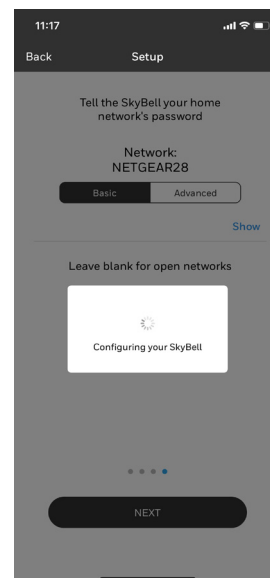 11:17
Back Setup
Tell the SkyBell your home
network's password
Network:
NETGEAR28
Basic Advanced
Show
Leave blank for open networks
Configuring your SkyBell
NEXT